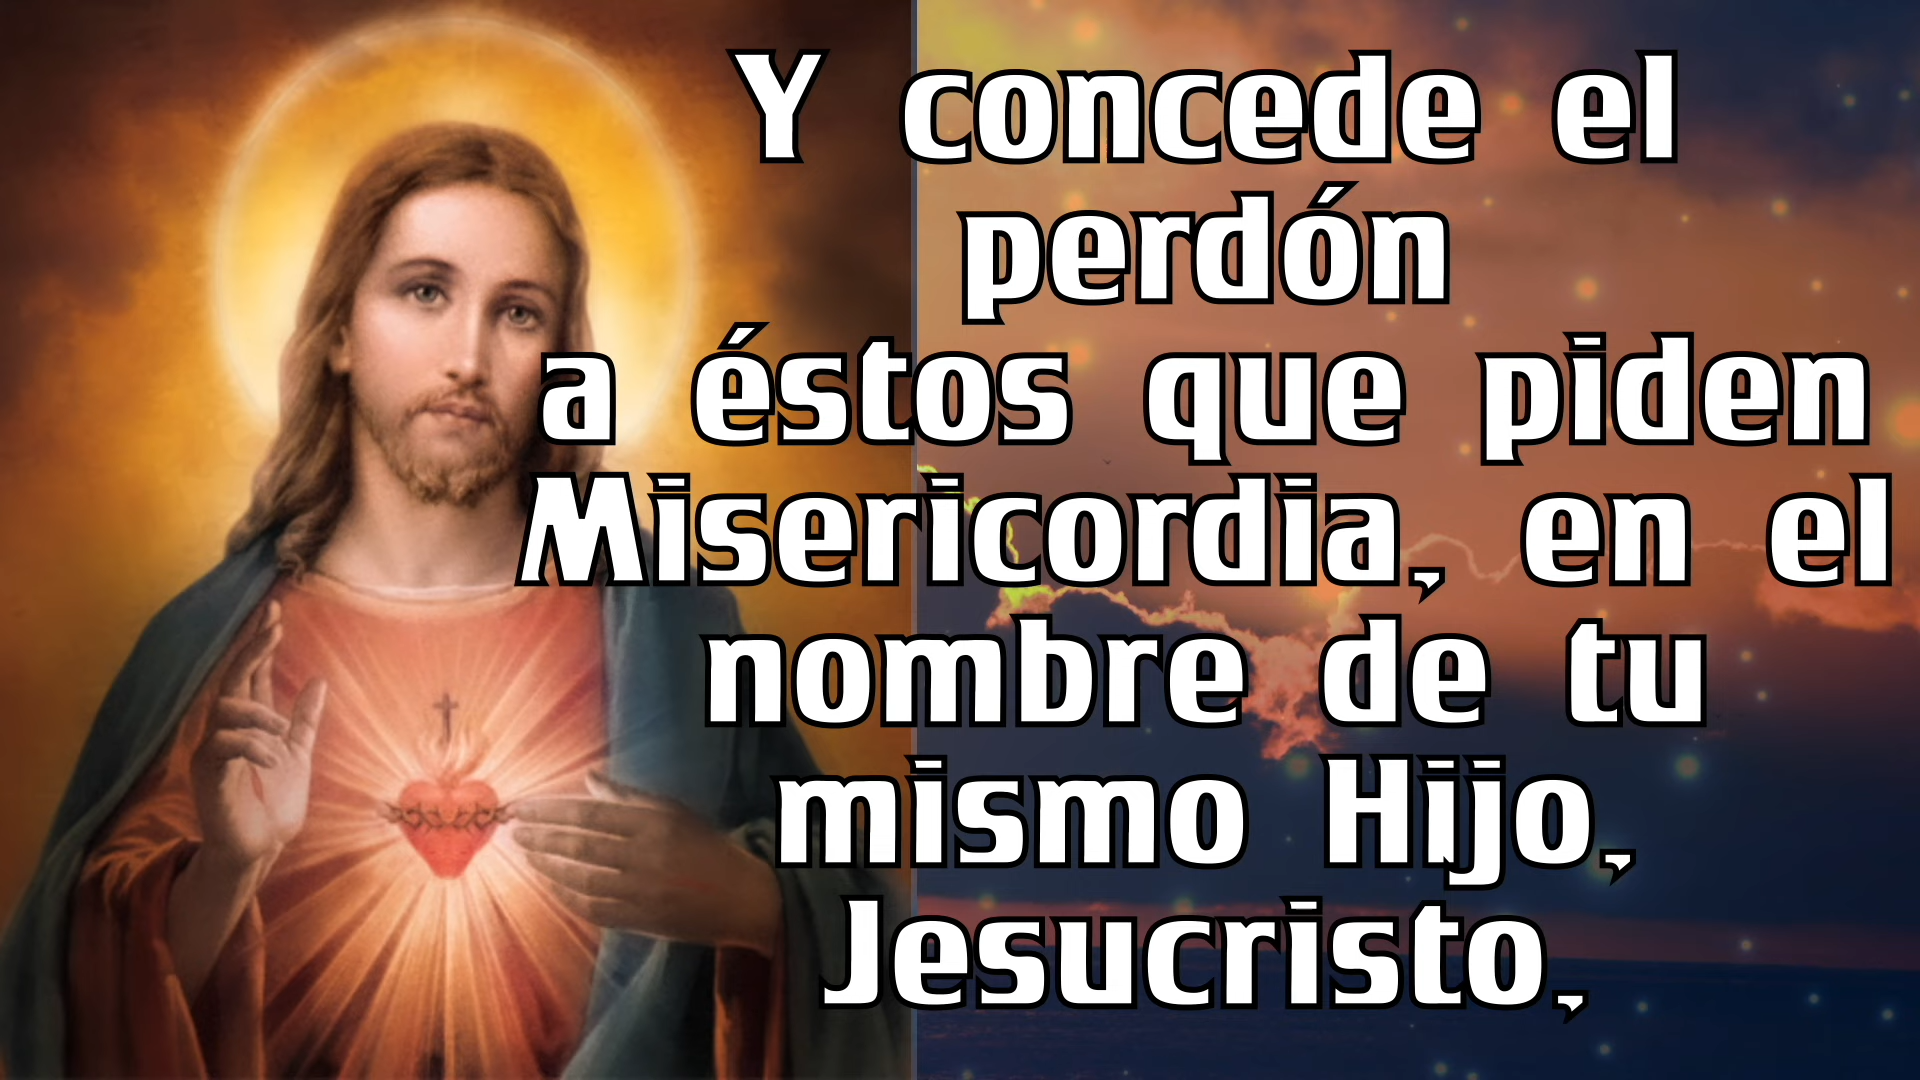 Y concede el
perdón
a éstos que piden
Misericordia, en el
nombre de tu
mismo Hijo,
Jesucristo,